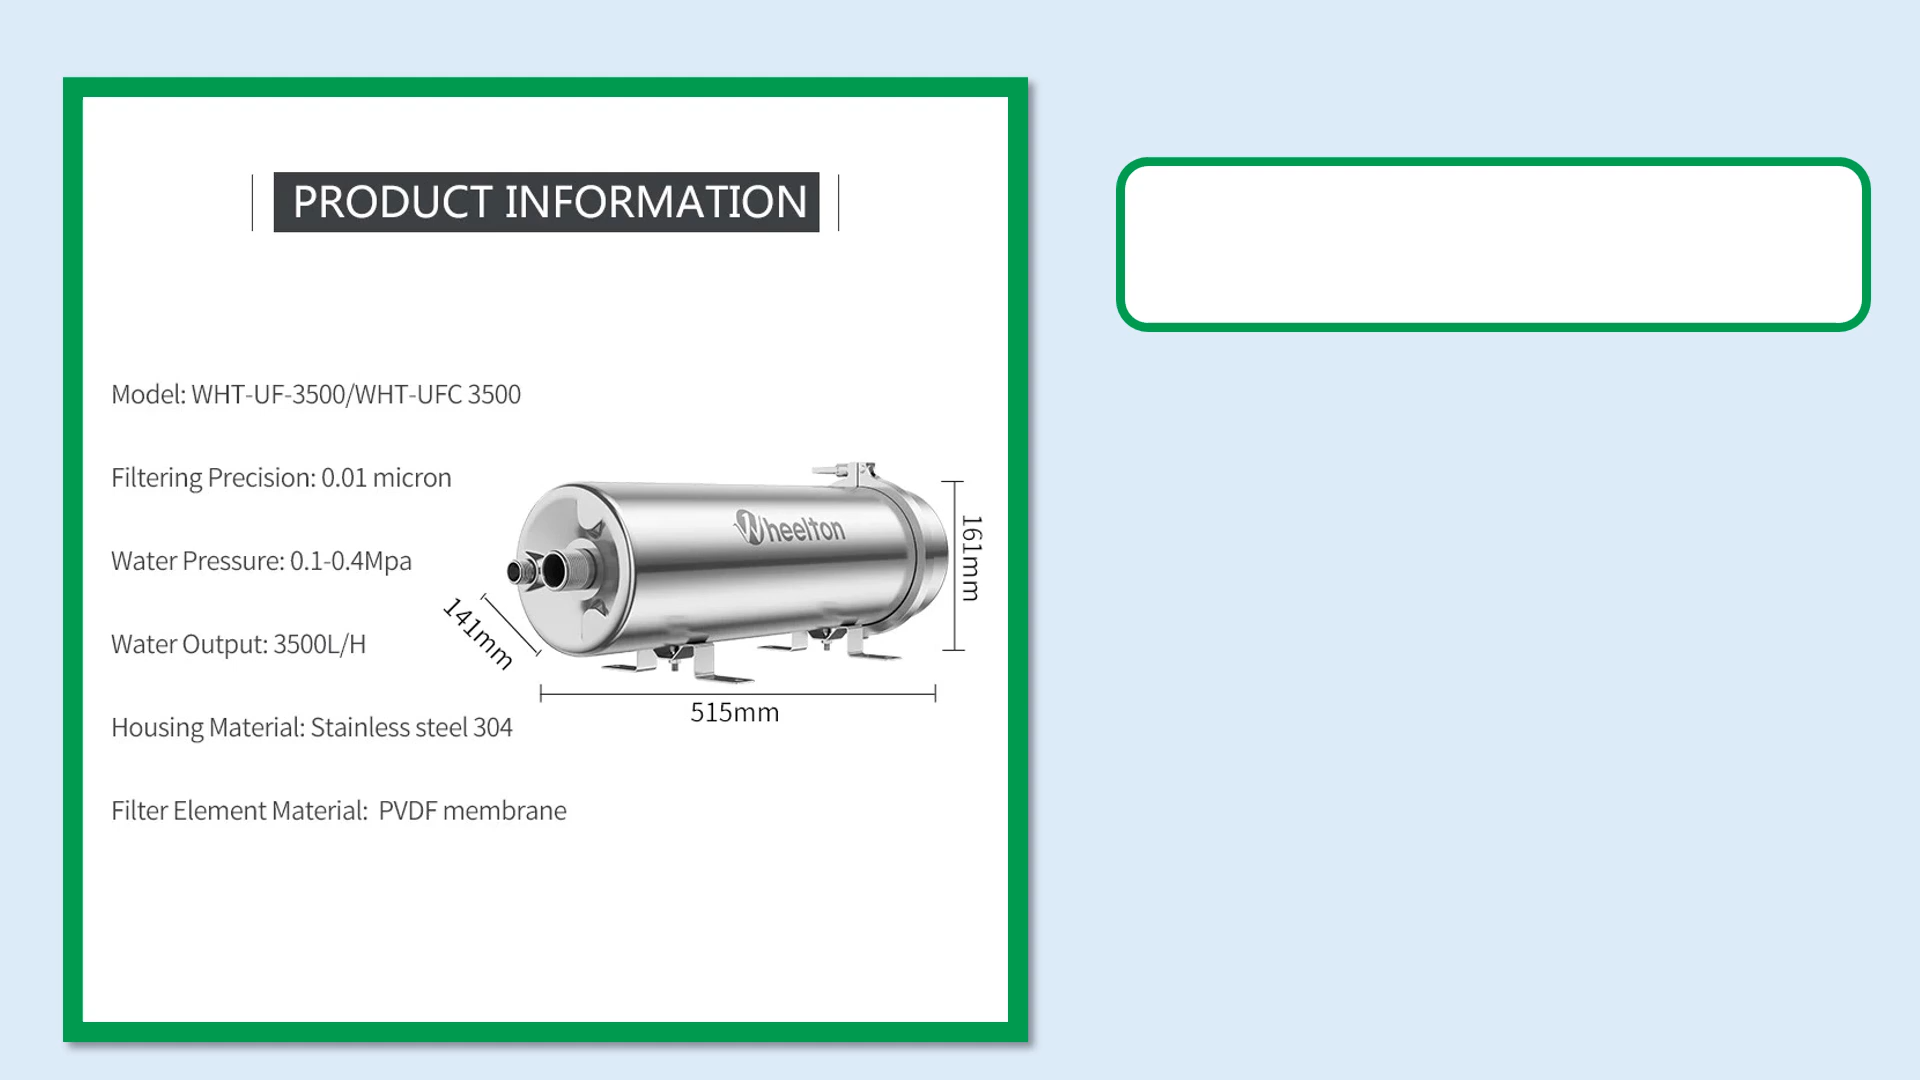 PRODUCT INFORMATION
Model: WHT-UF-3500/WHT-UFC 3500
Filtering Precision: 0.01 micron
Water Pressure: 0.1-0.4Mpa
Water Output: 3500L/H
Housing Material: Stainless steel 304
Filter Element Material: PVDF membrane
Wheelton
161mm
141mm
515mm